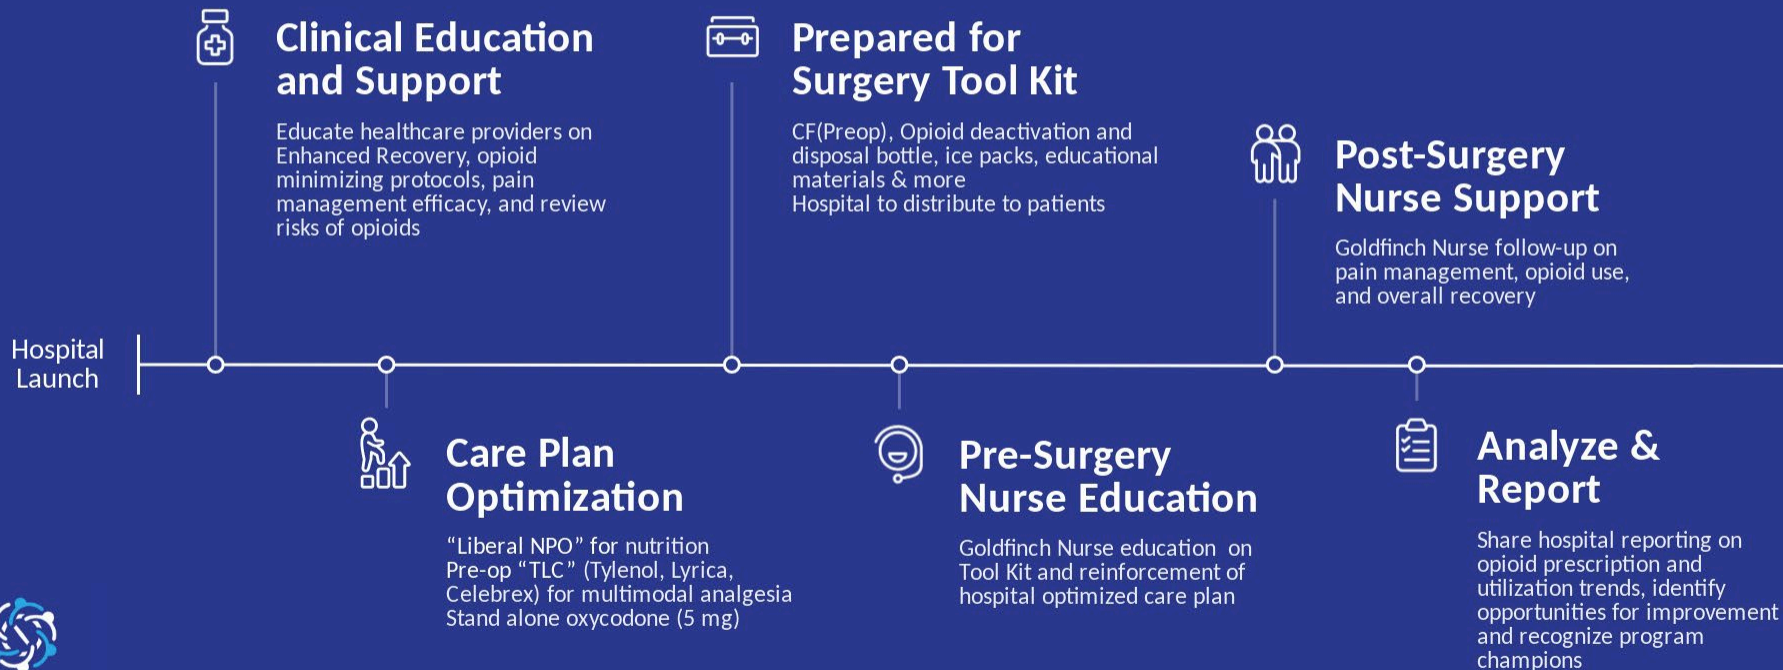 Clinical Education
and Support
Educate healthcare providers on
Enhanced Recovery, opioid
minimizing protocols, pain
management efficacy, and review
risks of opioids
Prepared for
Surgery Tool Kit
CF(Preop), Opioid deactivation and
disposal bottle, ice packs, educational
materials & more
Hospital to distribute to patients
Post-Surgery
Nurse Support
Goldfinch Nurse follow-up on
pain management, opioid use,
and overall recovery
Hospital
Launch
Care Plan
Optimization
“Liberal NPO” for nutrition
Pre-op “TLC” (Tylenol, Lyrica,
Celebrex) for multimodal analgesia
Stand alone oxycodone (5 mg)
Pre-Surgery
Nurse Education
Goldfinch Nurse education  on
Tool Kit and reinforcement of
hospital optimized care plan
Analyze &
Report
Share hospital reporting on
opioid prescription and
utilization trends, identify
opportunities for improvement
and recognize program
champions